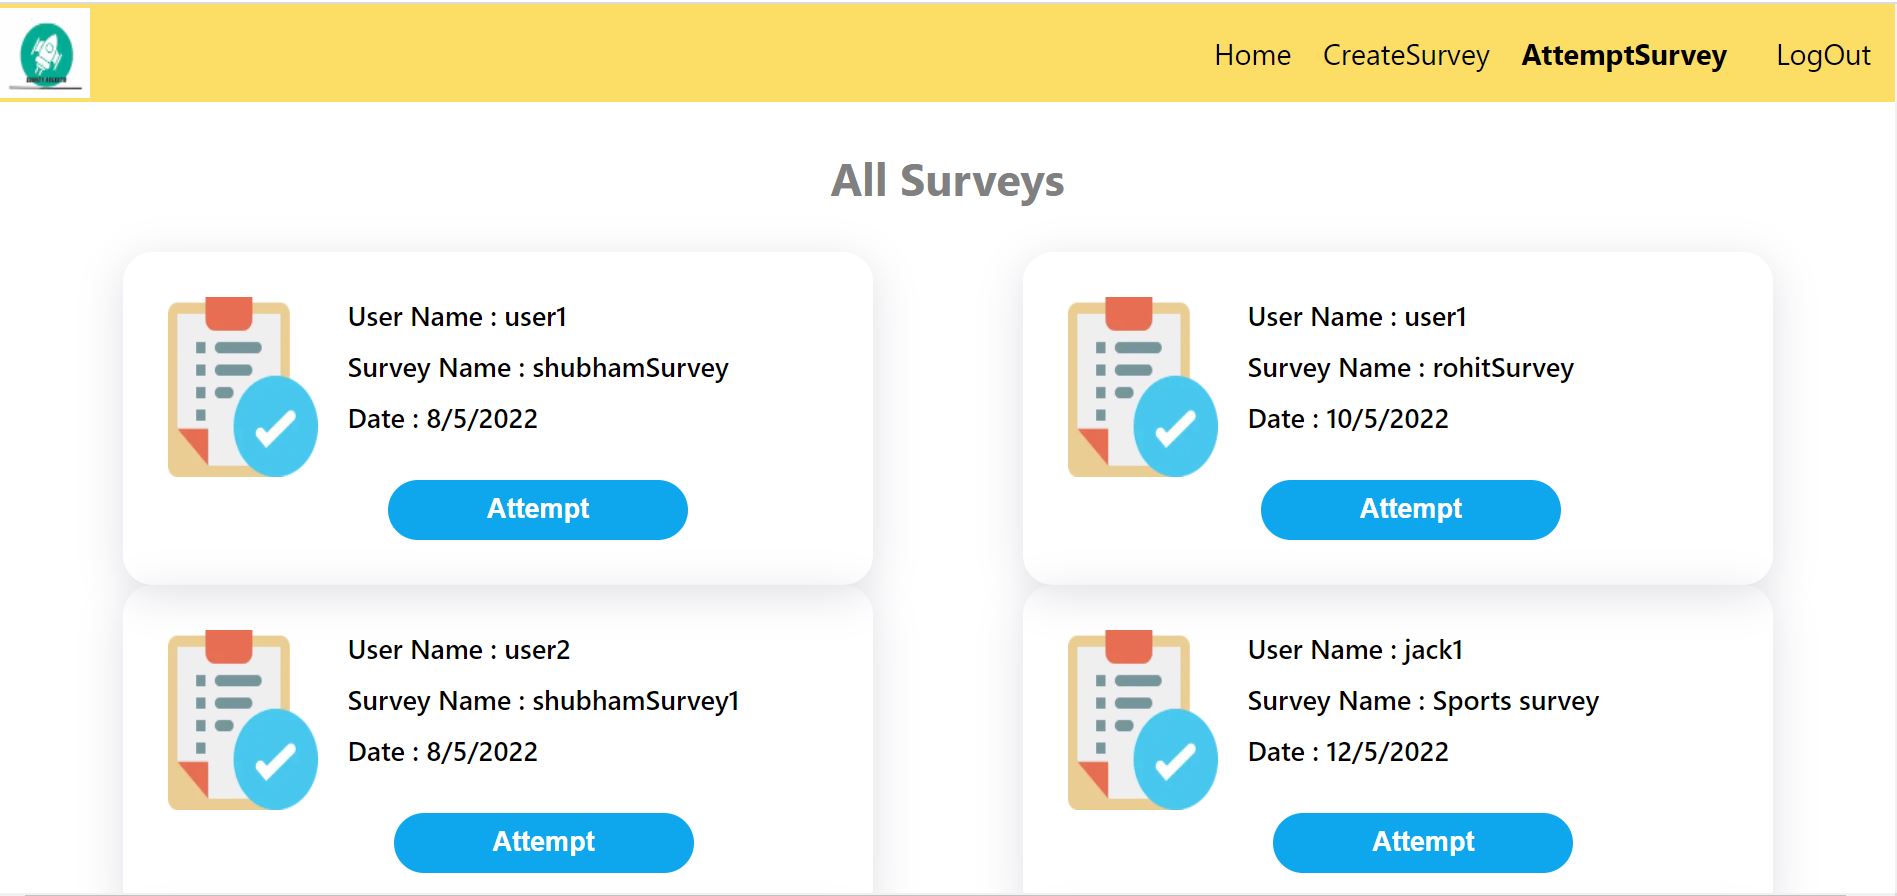 Home CreateSurvey AttemptSurvey LogOut
All Surveys
User Name : user1
Survey Name : shubhamSurvey
Date : 8/5/2022
Attempt
User Name : user1
Survey Name : rohitSurvey
Date : 10/5/2022
Attempt
User Name : user2
Survey Name : shubhamSurvey1
Date : 8/5/2022
Attempt
User Name : jack1
Survey Name : Sports survey
Date : 12/5/2022
Attempt